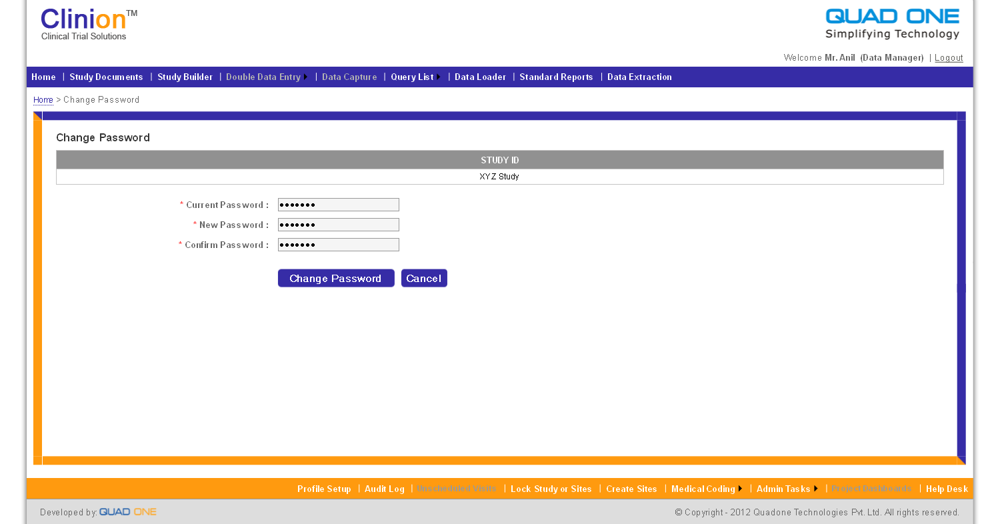 Clinion™
Clinical Trial Solutions
QUAD ONE
Simplifying Technology
Welcome Mr. Anil (Data Manager) | Logout
Home | Study Documents | Study Builder | Double Data Entry | Data Capture | Query List | Data Loader | Standard Reports | Data Extraction
Home > Change Password
Change Password
STUDY ID
XYZ Study
* Current Password :
* New Password :
* Confirm Password :
Change Password Cancel
Profile Setup | Audit Log | Unscheduled Visits | Lock Study or Sites | Create Sites | Medical Coding | Admin Tasks | Project Dashboards | Help Desk
Developed by: QUAD ONE
© Copyright - 2012 Quadone Technologies Pvt. Ltd. All rights reserved.